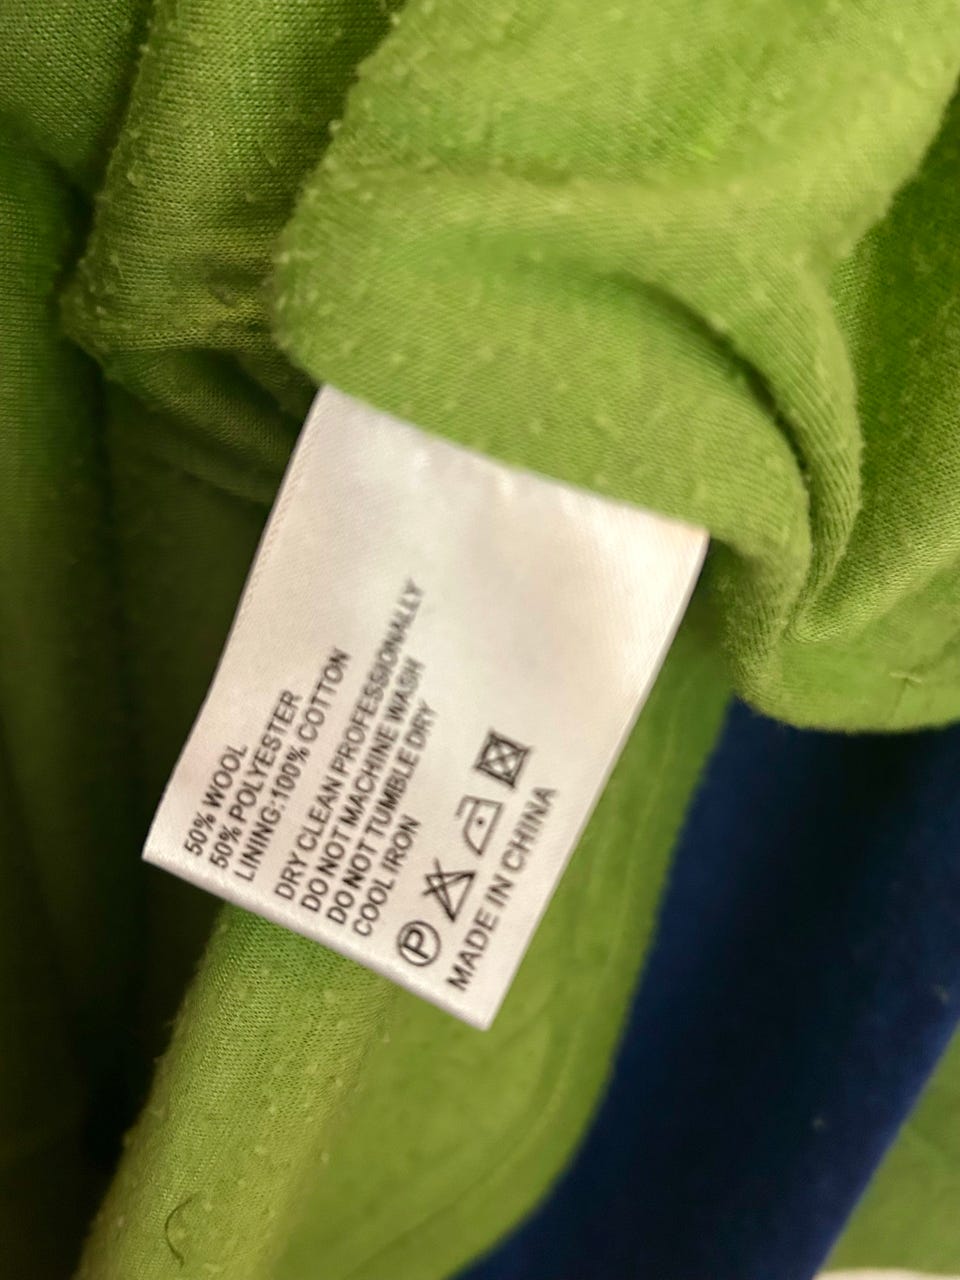 50% WOOL
50% POLYESTER
LINING:100% COTTON
DRY CLEAN PROFESSIONALLY
DO NOT MACHINE WASH
DO NOT TUMBLE DRY
COOL IRON
P
MADE IN CHINA